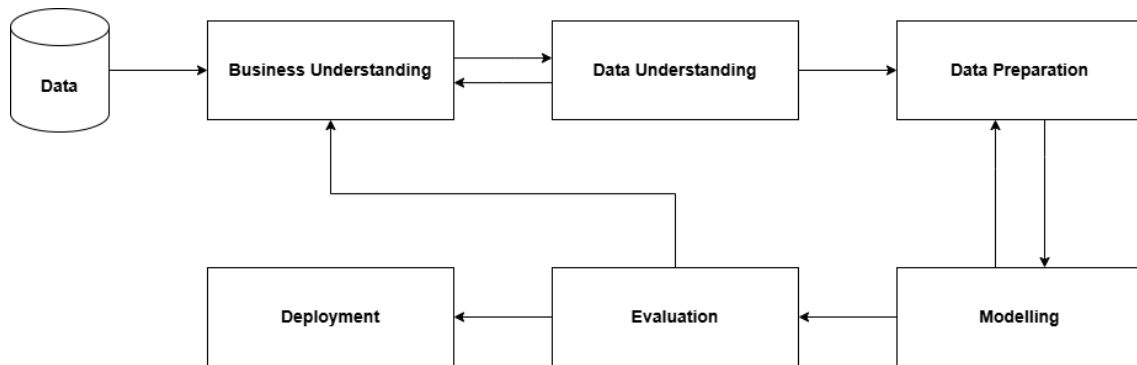 Data
Business Understanding
Data Understanding
Data Preparation
Deployment
Evaluation
Modelling